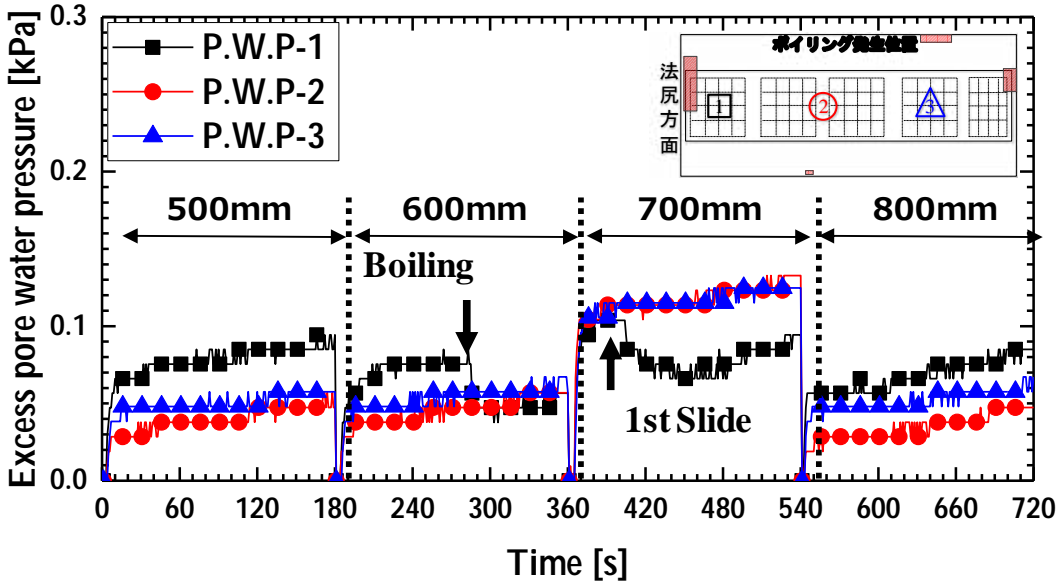 0.3
0.2
0.1
0.0
Excess pore water pressure [kPa]
P.W.P-1
P.W.P-2
P.W.P-3
ボイリング発生位置
法尻方面
1
2
3
500mm
600mm
700mm
800mm
Boiling
1st Slide
0 60 120 180 240 300 360 420 480 540 600 660 720
Time [s]